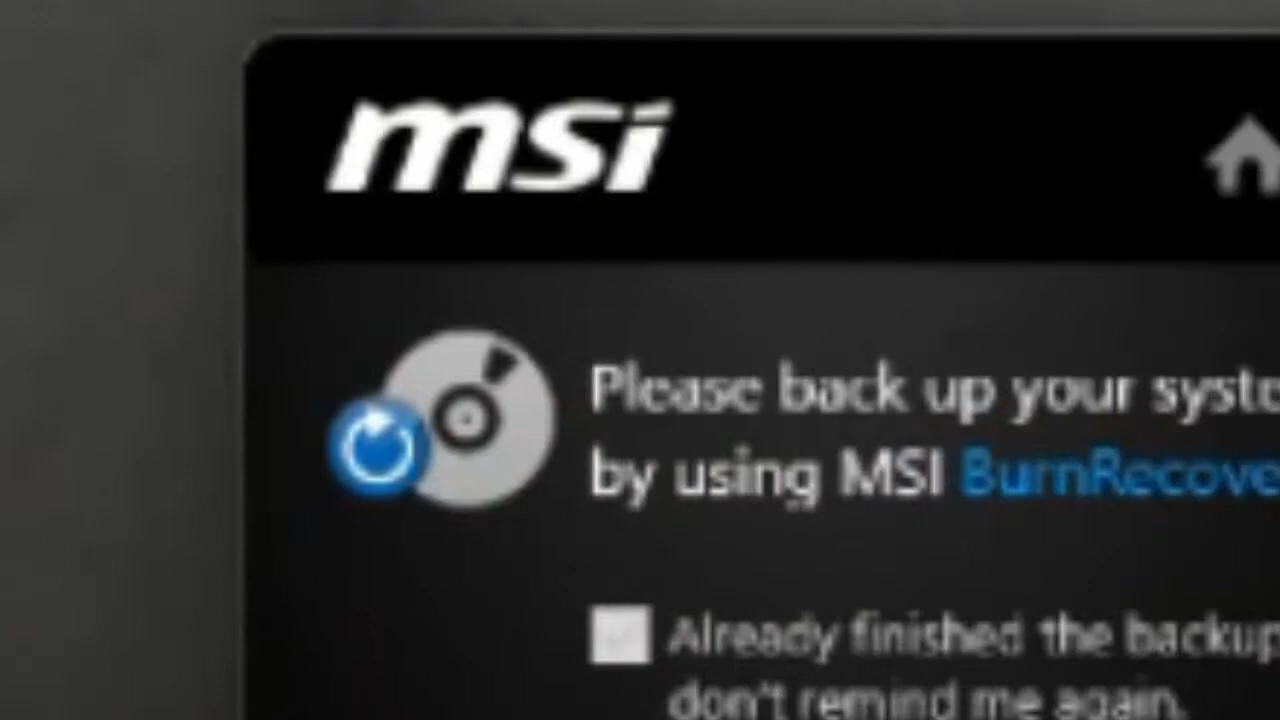 msi
Please back up your syste
by using MSI BurnRecove
Already finished the backup
don't remind me again.